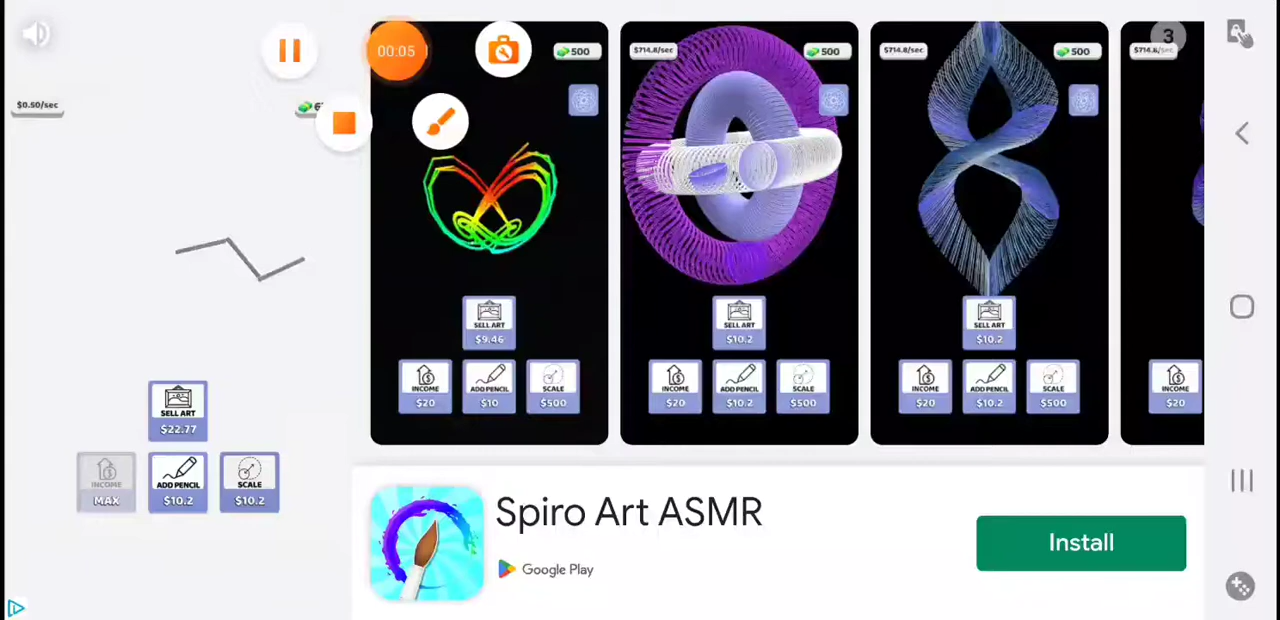 00:05
3
$0.50/sec
500
$714.8/sec
500
$714.8/sec
500
SELL ART
$9.46
INCOME
$20
ADD PENCIL
$10
SCALE
$500
SELL ART
$10.2
INCOME
$20
ADD PENCIL
$10.2
SCALE
$500
SELL ART
$10.2
INCOME
$20
ADD PENCIL
$10.2
SCALE
$500
INCOME
$20
SELL ART
$22.77
INCOME
MAX
ADD PENCIL
$10.2
SCALE
$10.2
Spiro Art ASMR
Google Play
Install